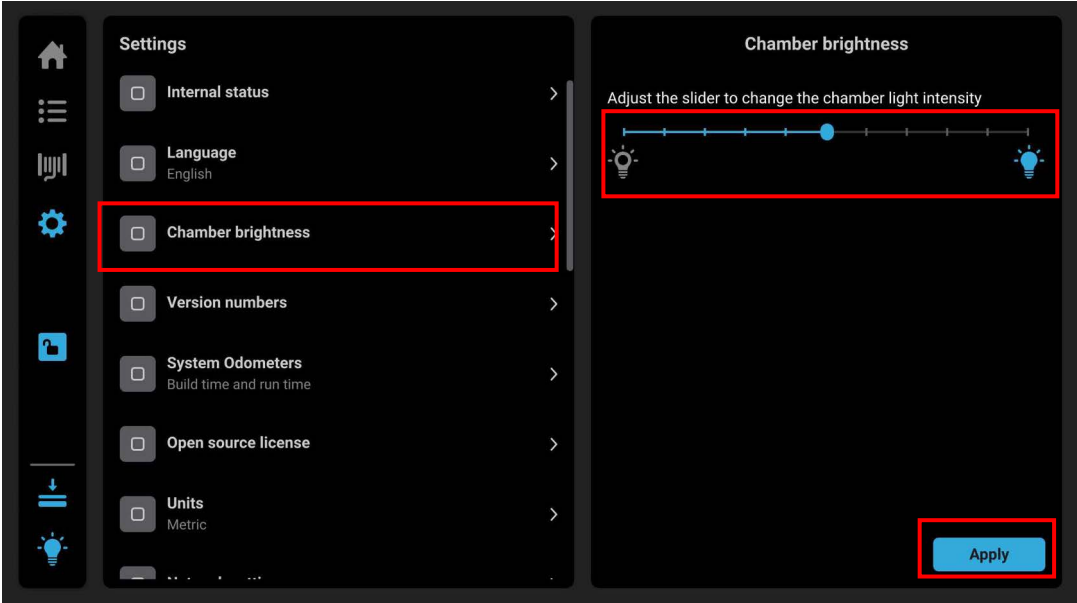 Settings
Internal status
Language
English
Chamber brightness
Version numbers
System Odometers
Build time and run time
Open source license
Units
Metric
Chamber brightness
Adjust the slider to change the chamber light intensity
Apply